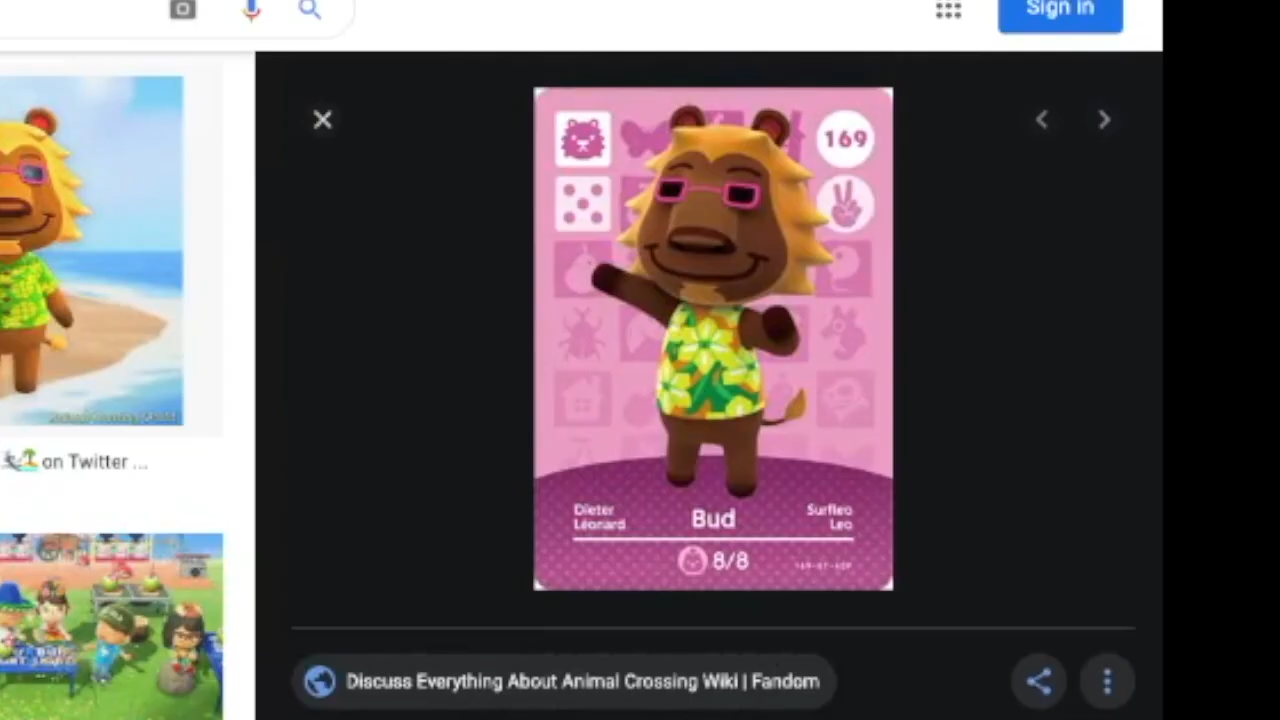 Sign in
169
on Twitter ...
Dieter
Léonard
Bud
Surfleo
Leo
8/8
Discuss Everything About Animal Crossing Wiki | Fandom